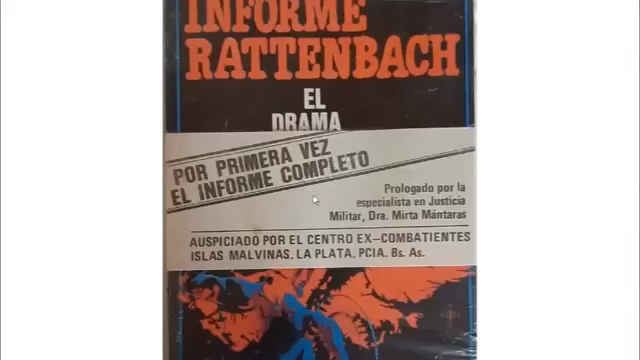 INFORME
RATTENBACH
EL
DRAMA
POR PRIMERA VEZ
EL INFORME COMPLETO
Prologado por la
especialista en Justicia
Militar, Dra. Mirta Mántaras
AUSPICIADO POR EL CENTRO EX-COMBATIENTES
ISLAS MALVINAS, LA PLATA, PCIA. Bs. As.